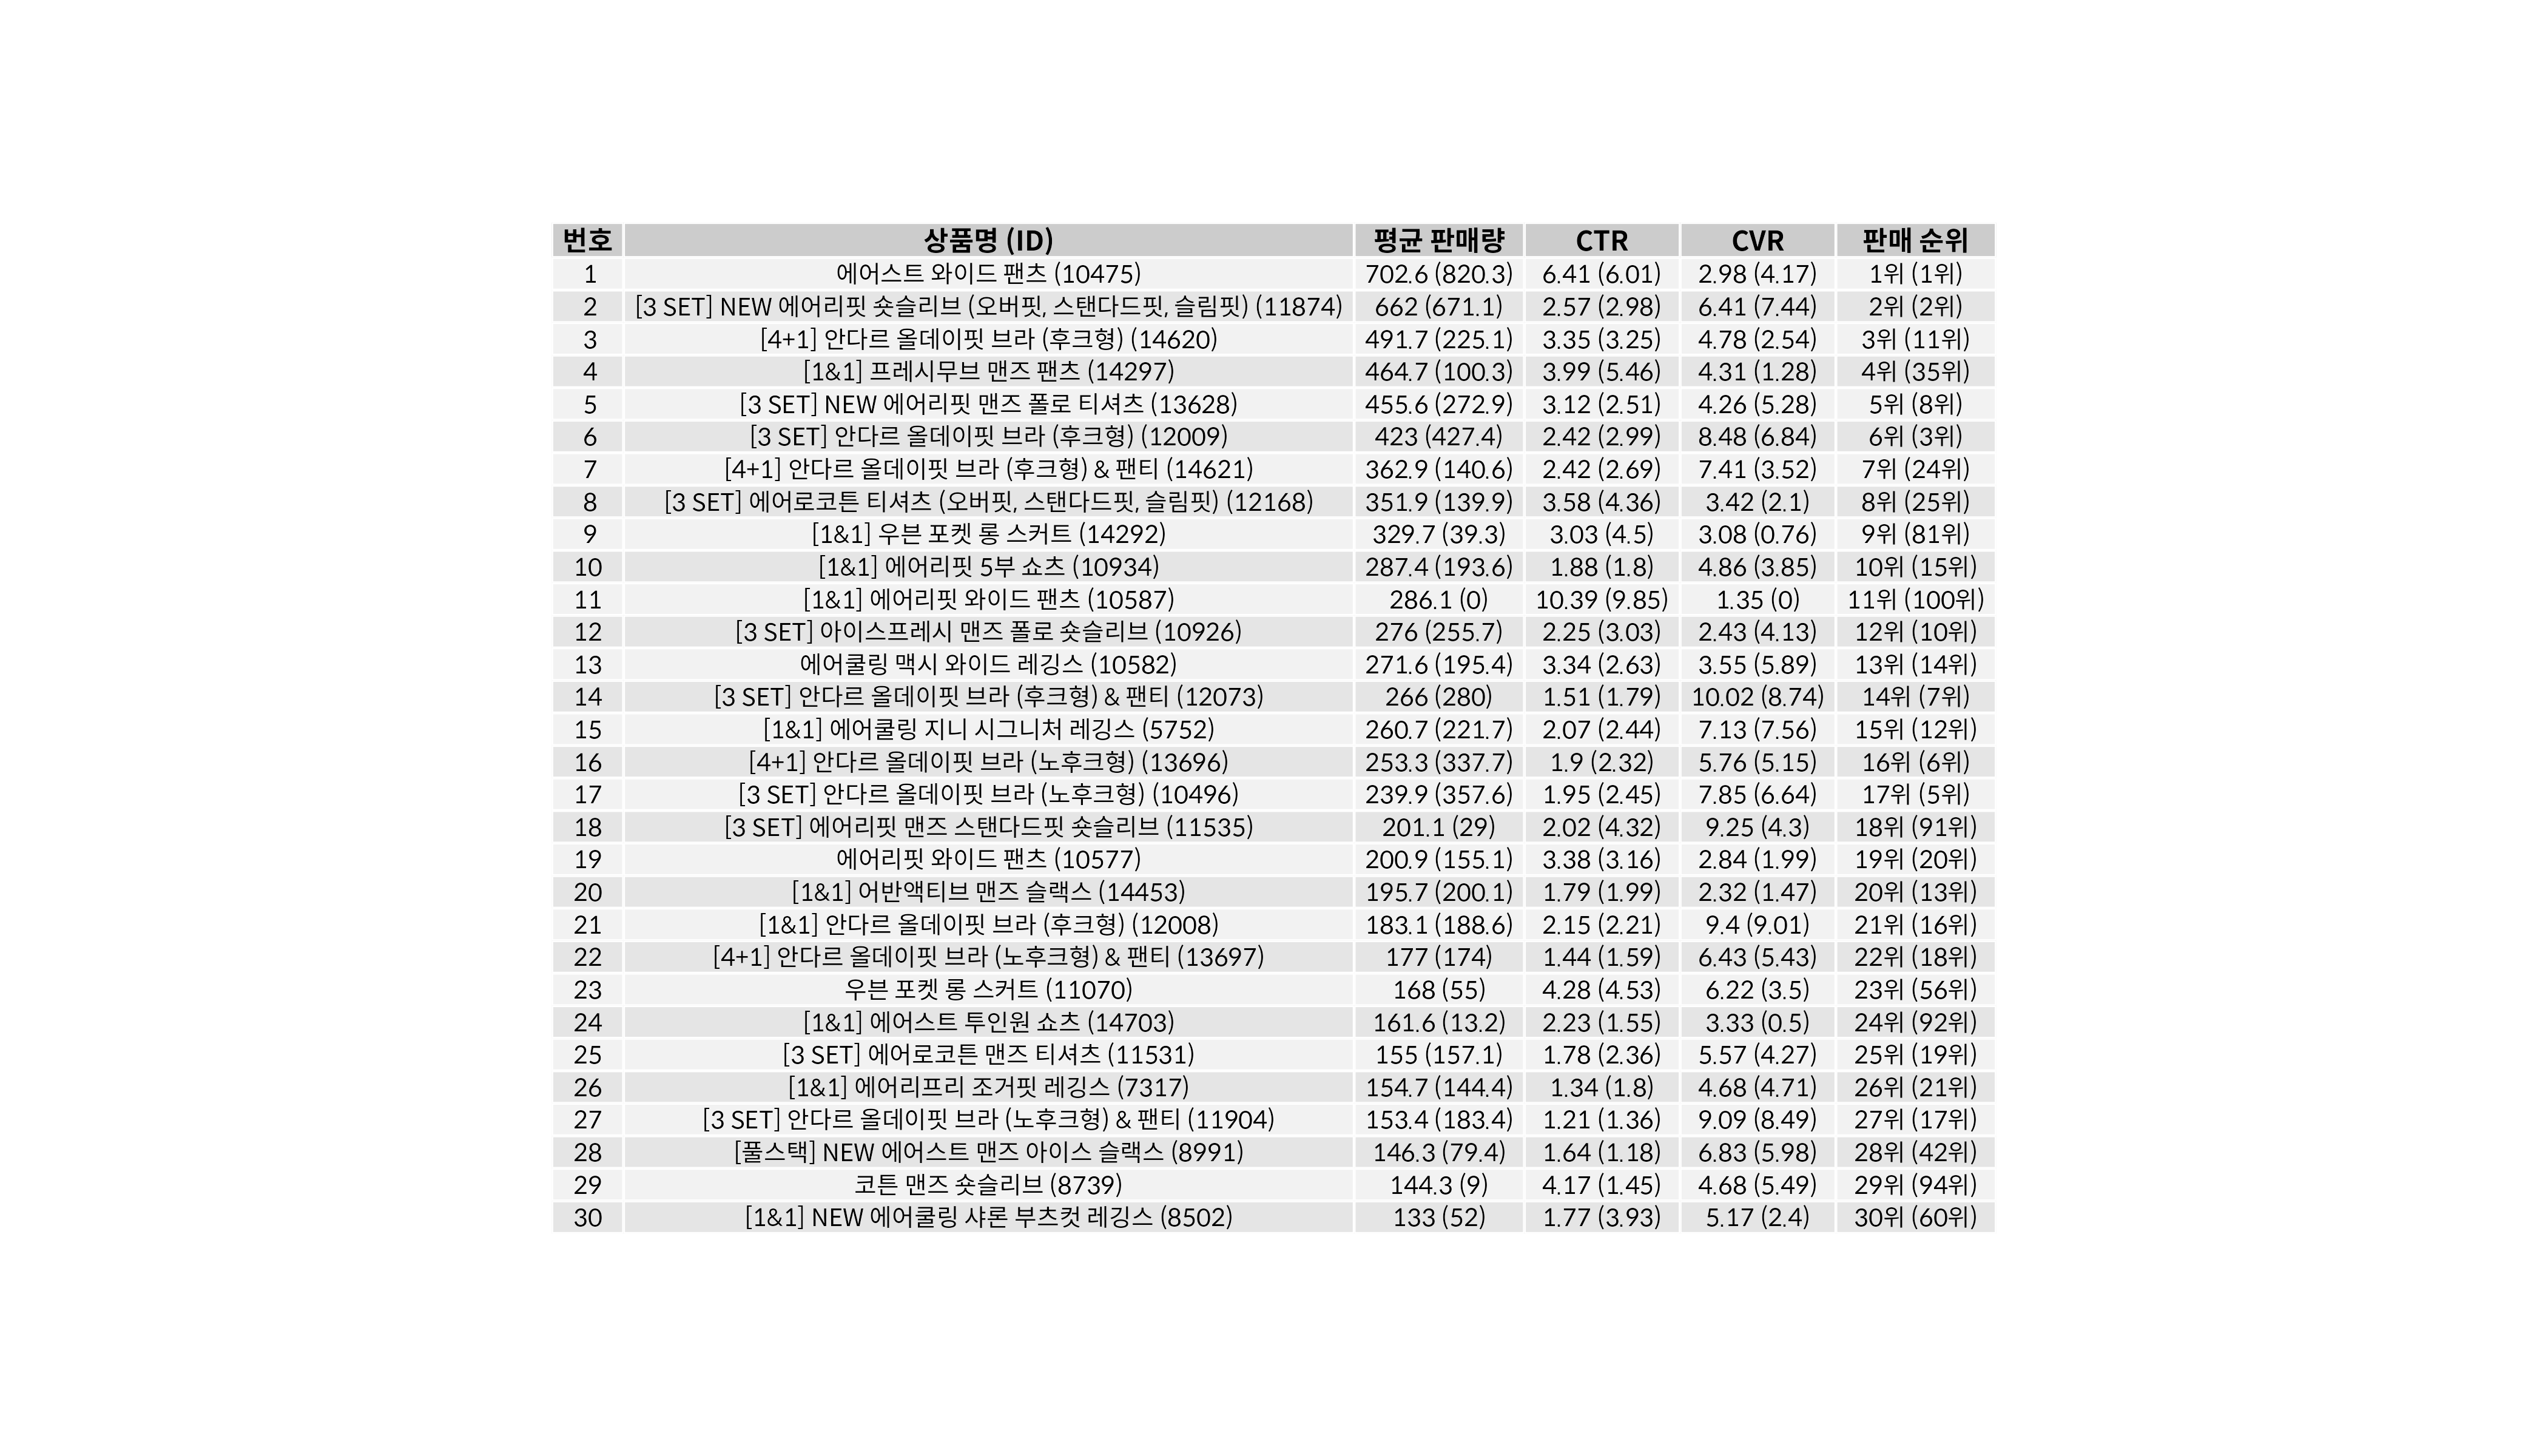 번호 상품명 (ID) 평균 판매량 CTR CVR 판매 순위
1 에어스트 와이드 팬츠 (10475) 702.6 (820.3) 6.41 (6.01) 2.98 (4.17) 1위 (1위)
2 [3 SET] NEW 에어리핏 숏슬리브 (오버핏, 스탠다드핏, 슬림핏) (11874) 662 (671.1) 2.57 (2.98) 6.41 (7.44) 2위 (2위)
3 [4+1] 안다르 올데이핏 브라 (후크형) (14620) 491.7 (225.1) 3.35 (3.25) 4.78 (2.54) 3위 (11위)
4 [1&1] 프레시무브 맨즈 팬츠 (14297) 464.7 (100.3) 3.99 (5.46) 4.31 (1.28) 4위 (35위)
5 [3 SET] NEW 에어리핏 맨즈 폴로 티셔츠 (13628) 455.6 (272.9) 3.12 (2.51) 4.26 (5.28) 5위 (8위)
6 [3 SET] 안다르 올데이핏 브라 (후크형) (12009) 423 (427.4) 2.42 (2.99) 8.48 (6.84) 6위 (3위)
7 [4+1] 안다르 올데이핏 브라 (후크형) & 팬티 (14621) 362.9 (140.6) 2.42 (2.69) 7.41 (3.52) 7위 (24위)
8 [3 SET] 에어로코튼 티셔츠 (오버핏, 스탠다드핏, 슬림핏) (12168) 351.9 (139.9) 3.58 (4.36) 3.42 (2.1) 8위 (25위)
9 [1&1] 우븐 포켓 롱 스커트 (14292) 329.7 (39.3) 3.03 (4.5) 3.08 (0.76) 9위 (81위)
10 [1&1] 에어리핏 5부 쇼츠 (10934) 287.4 (193.6) 1.88 (1.8) 4.86 (3.85) 10위 (15위)
11 [1&1] 에어리핏 와이드 팬츠 (10587) 286.1 (0) 10.39 (9.85) 1.35 (0) 11위 (100위)
12 [3 SET] 아이스프레시 맨즈 폴로 숏슬리브 (10926) 276 (255.7) 2.25 (3.03) 2.43 (4.13) 12위 (10위)
13 에어쿨링 맥시 와이드 레깅스 (10582) 271.6 (195.4) 3.34 (2.63) 3.55 (5.89) 13위 (14위)
14 [3 SET] 안다르 올데이핏 브라 (후크형) & 팬티 (12073) 266 (280) 1.51 (1.79) 10.02 (8.74) 14위 (7위)
15 [1&1] 에어쿨링 지니 시그니처 레깅스 (5752) 260.7 (221.7) 2.07 (2.44) 7.13 (7.56) 15위 (12위)
16 [4+1] 안다르 올데이핏 브라 (노후크형) (13696) 253.3 (337.7) 1.9 (2.32) 5.76 (5.15) 16위 (6위)
17 [3 SET] 안다르 올데이핏 브라 (노후크형) (10496) 239.9 (357.6) 1.95 (2.45) 7.85 (6.64) 17위 (5위)
18 [3 SET] 에어리핏 맨즈 스탠다드핏 숏슬리브 (11535) 201.1 (29) 2.02 (4.32) 9.25 (4.3) 18위 (91위)
19 에어리핏 와이드 팬츠 (10577) 200.9 (155.1) 3.38 (3.16) 2.84 (1.99) 19위 (20위)
20 [1&1] 어반액티브 맨즈 슬랙스 (14453) 195.7 (200.1) 1.79 (1.99) 2.32 (1.47) 20위 (13위)
21 [1&1] 안다르 올데이핏 브라 (후크형) (12008) 183.1 (188.6) 2.15 (2.21) 9.4 (9.01) 21위 (16위)
22 [4+1] 안다르 올데이핏 브라 (노후크형) & 팬티 (13697) 177 (174) 1.44 (1.59) 6.43 (5.43) 22위 (18위)
23 우븐 포켓 롱 스커트 (11070) 168 (55) 4.28 (4.53) 6.22 (3.5) 23위 (56위)
24 [1&1] 에어스트 투인원 쇼츠 (14703) 161.6 (13.2) 2.23 (1.55) 3.33 (0.5) 24위 (92위)
25 [3 SET] 에어로코튼 맨즈 티셔츠 (11531) 155 (157.1) 1.78 (2.36) 5.57 (4.27) 25위 (19위)
26 [1&1] 에어리프리 조거핏 레깅스 (7317) 154.7 (144.4) 1.34 (1.8) 4.68 (4.71) 26위 (21위)
27 [3 SET] 안다르 올데이핏 브라 (노후크형) & 팬티 (11904) 153.4 (183.4) 1.21 (1.36) 9.09 (8.49) 27위 (17위)
28 [풀스택] NEW 에어스트 맨즈 아이스 슬랙스 (8991) 146.3 (79.4) 1.64 (1.18) 6.83 (5.98) 28위 (42위)
29 코튼 맨즈 숏슬리브 (8739) 144.3 (9) 4.17 (1.45) 4.68 (5.49) 29위 (94위)
30 [1&1] NEW 에어쿨링 샤론 부츠컷 레깅스 (8502) 133 (52) 1.77 (3.93) 5.17 (2.4) 30위 (60위)